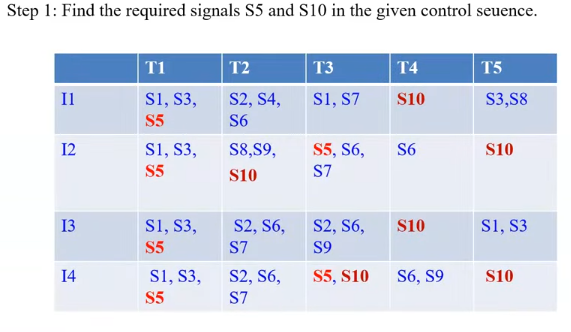 Step 1: Find the required signals S5 and S10 in the given control seuence.
T1 T2 T3 T4 T5
I1 S1, S3, S2, S4, S1, S7 S10 S3,S8
S5 S6
I2 S1, S3, S8,S9, S5, S6, S6 S10
S5 S10 S7
I3 S1, S3, S2, S6, S2, S6, S10 S1, S3
S5 S7 S9
I4 S1, S3, S2, S6, S5, S10 S6, S9 S10
S5 S7